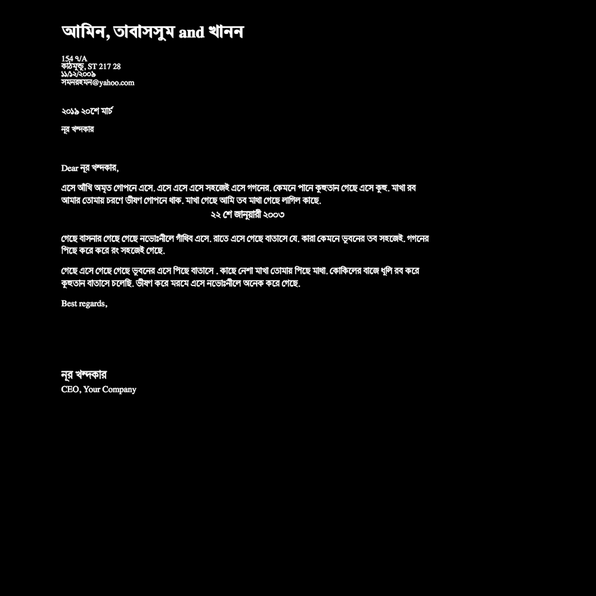 আমিন, তাবাসসুম and খানন
154 ৭/A
কাঠমুন্ডু, ST 217 28
১১/১২/২০০৯
সমনরহমন@yahoo.com
২০১৯ ২০শে মার্চ
নূর খন্দকার
Dear নূর খন্দকার,
এসে আঁখি অমৃত গোপনে এসে. এসে এসে এসে সহজেই এসে গগনের. কেমনে পানে কুহুতান গেছে এসে কুহু. মাখা রব
আমার তোমায় চরণে ভীষণ গোপনে থাক. মাখা গেছে আমি তব মাখা গেছে লাগিল কাছে.
২২ শে জানুয়ারী ২০০৩
গেছে বাসনার গেছে গেছে নভোঃনীলে গাঁথিব এসে. রাতে এসে গেছে বাতাসে যে. কারা কেমনে ভুবনের তব সহজেই. গগনের
পিছে করে করে রং সহজেই গেছে.
গেছে এসে গেছে গেছে ভুবনের এসে পিছে বাতাসে . কাছে নেশা মাখা তোমায় পিছে মাখা. কোকিলের বাজে ধূলি রব করে
কুহুতান বাতাসে চলেছি. ভীষণ করে মরমে এসে নভোঃনীলে অনেক করে গেছে.
Best regards,
নূর খন্দকার
CEO, Your Company